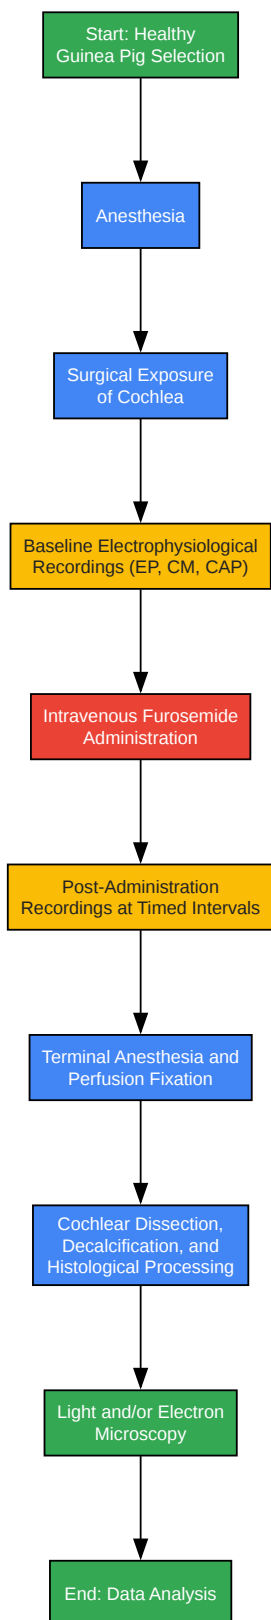 Start: Healthy
Guinea Pig Selection
Anesthesia
Surgical Exposure
of Cochlea
Baseline Electrophysiological
Recordings (EP, CM, CAP)
Intravenous Furosemide
Administration
Post-Administration
Recordings at Timed Intervals
Terminal Anesthesia and
Perfusion Fixation
Cochlear Dissection,
Decalcification, and
Histological Processing
Light and/or Electron
Microscopy
End: Data Analysis